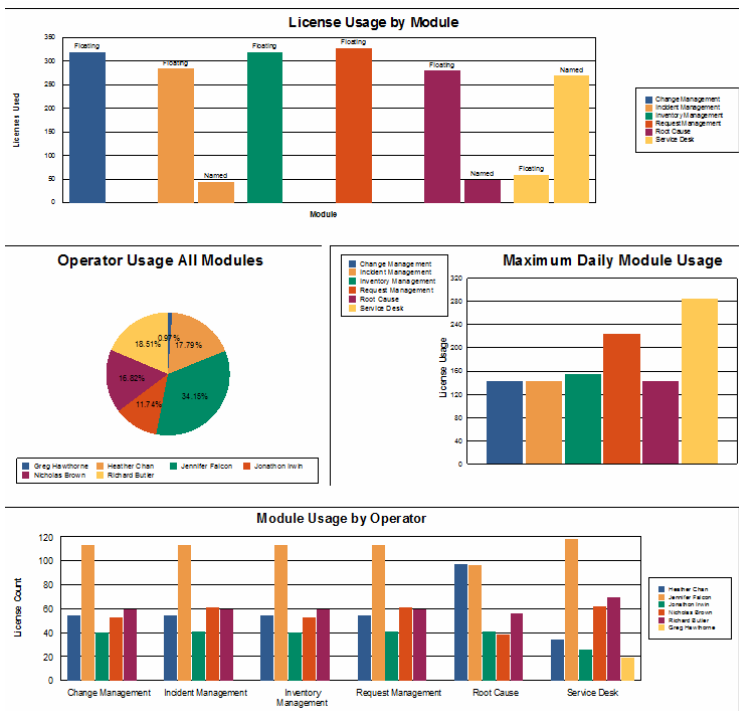 License Usage by Module
350
300
250
200
150
100
50
0
Licenses Used
Floating
Floating
Named
Floating
Floating
Floating
Named
Floating
Named
Module
Change Management
Incident Management
Inventory Management
Request Management
Root Cause
Service Desk
Operator Usage All Modules
0.97%
17.79%
34.15%
11.74%
16.82%
18.51%
Greg Hawthorne Heather Chan Jennifer Falcon Jonathon Irwin
Nicholas Brown Richard Butler
Change Management
Incident Management
Inventory Management
Request Management
Root Cause
Service Desk
Maximum Daily Module Usage
320
280
240
200
160
120
80
40
0
License Usage
Module Usage by Operator
120
100
80
60
40
20
0
License Count
Change Management Incident Management Inventory Management Request Management Root Cause Service Desk
Heather Chan
Jennifer Falcon
Jonathon Irwin
Nicholas Brown
Richard Butler
Greg Hawthorne